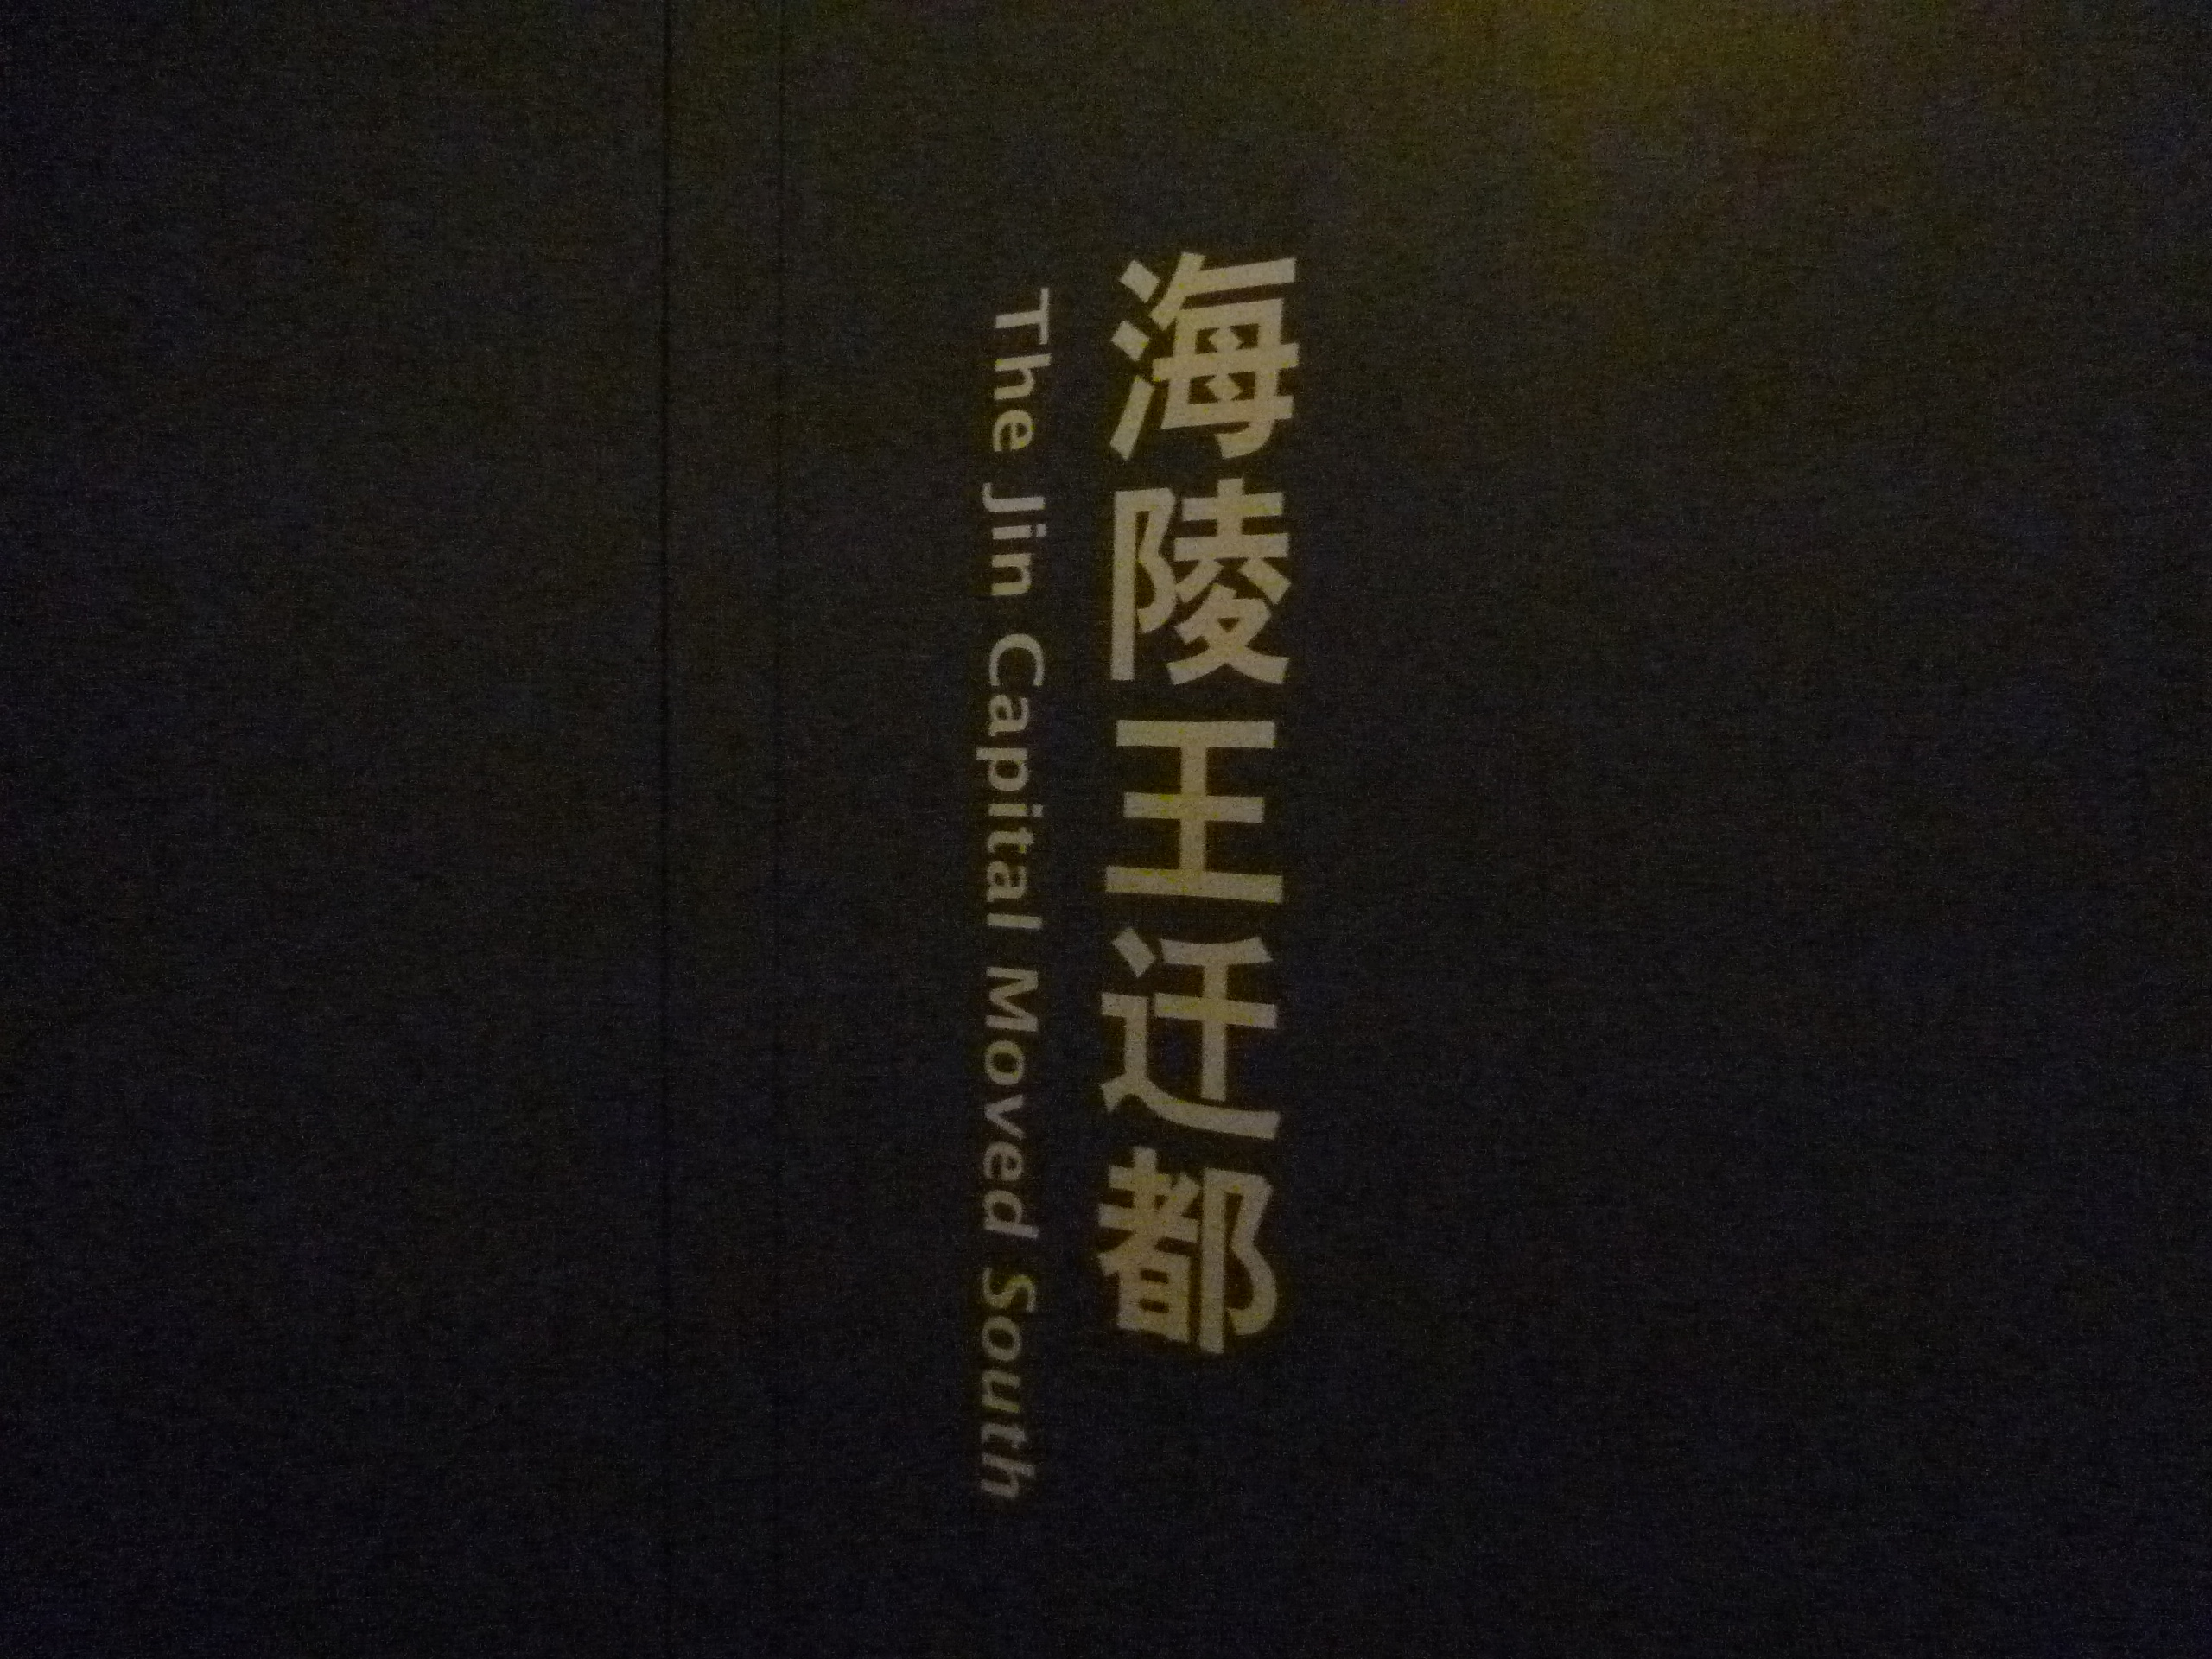 海陵王迁都
The Jin Capital Moved South